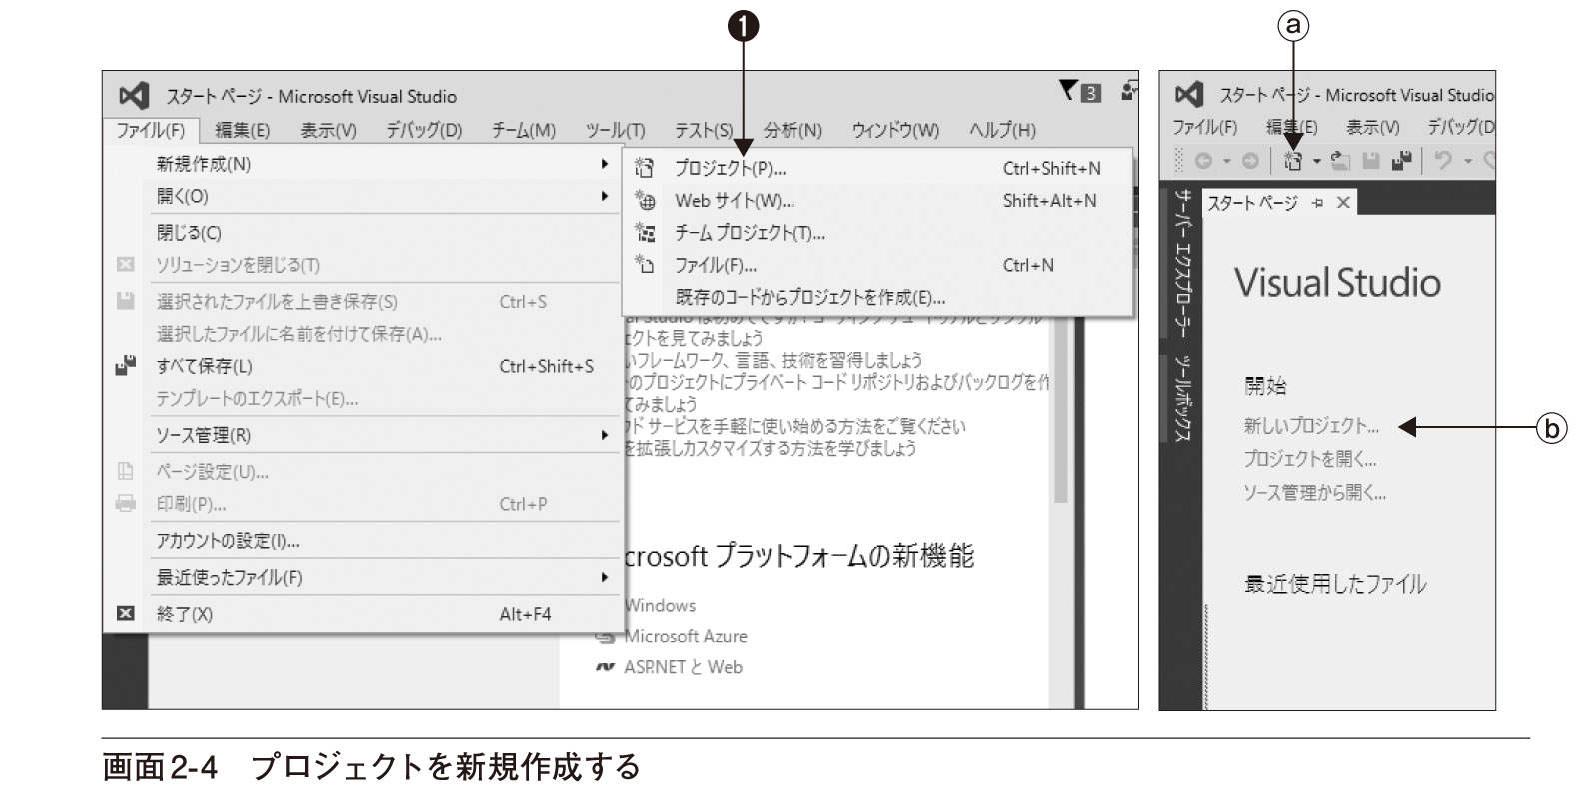 ❶
ⓐ
スタート ページ - Microsoft Visual Studio
3
ファイル(F) 編集(E) 表示(V) デバッグ(D) チーム(M) ツール(T) テスト(S) 分析(N) ウィンドウ(W) ヘルプ(H)
新規作成(N)
開く(O)
閉じる(C)
ソリューションを閉じる(T)
選択されたファイルを上書き保存(S) Ctrl+S
選択したファイルに名前を付けて保存(A)...
すべて保存(L) Ctrl+Shift+S
テンプレートのエクスポート(E)...
ソース管理(R)
ページ設定(U)...
印刷(P)... Ctrl+P
アカウントの設定(I)...
最近使ったファイル(F)
終了(X) Alt+F4
プロジェクト(P)... Ctrl+Shift+N
Web サイト(W)... Shift+Alt+N
チーム プロジェクト(T)...
ファイル(F)... Ctrl+N
既存のコードからプロジェクトを作成(E)...
ェクトを見てみましょう
いフレームワーク、言語、技術を習得しましょう
のプロジェクトにプライベート コード リポジトリおよびバックログを作
てみましょう
ド サービスを手軽に使い始める方法をご覧ください
を拡張しカスタマイズする方法を学びましょう
crosoft プラットフォームの新機能
Windows
Microsoft Azure
ASP.NET と Web
スタート ページ - Microsoft Visual Studio
ファイル(F) 編集(E) 表示(V) デバッグ(D
サーバー エクスプローラー
ツールボックス
スタート ページ
Visual Studio
開始
新しいプロジェクト...
プロジェクトを開く...
ソース管理から開く...
最近使用したファイル
ⓑ
画面2-4 プロジェクトを新規作成する